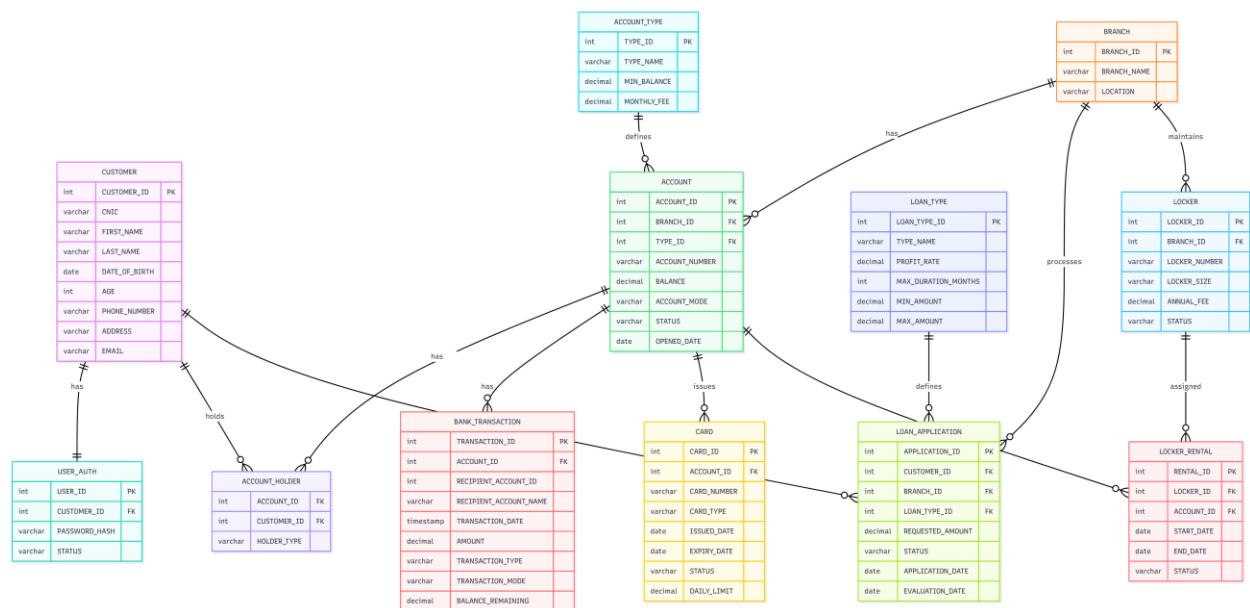 ACCOUNT_TYPE
int TYPE_ID PK
varchar TYPE_NAME
decimal MIN_BALANCE
decimal MONTHLY_FEE
BRANCH
int BRANCH_ID PK
varchar BRANCH_NAME
varchar LOCATION
defines
has
maintains
CUSTOMER
int CUSTOMER_ID PK
varchar CNIC
varchar FIRST_NAME
varchar LAST_NAME
date DATE_OF_BIRTH
int AGE
varchar PHONE_NUMBER
varchar ADDRESS
varchar EMAIL
ACCOUNT
int ACCOUNT_ID PK
int BRANCH_ID FK
int TYPE_ID FK
varchar ACCOUNT_NUMBER
decimal BALANCE
varchar ACCOUNT_MODE
varchar STATUS
date OPENED_DATE
LOAN_TYPE
int LOAN_TYPE_ID PK
varchar TYPE_NAME
decimal PROFIT_RATE
int MAX_DURATION_MONTHS
decimal MIN_AMOUNT
decimal MAX_AMOUNT
processes
LOCKER
int LOCKER_ID PK
int BRANCH_ID FK
varchar LOCKER_NUMBER
varchar LOCKER_SIZE
decimal ANNUAL_FEE
varchar STATUS
has
holds
has
has
issues
defines
assigned
USER_AUTH
int USER_ID PK
int CUSTOMER_ID FK
varchar PASSWORD_HASH
varchar STATUS
ACCOUNT_HOLDER
int ACCOUNT_ID FK
int CUSTOMER_ID FK
varchar HOLDER_TYPE
BANK_TRANSACTION
int TRANSACTION_ID PK
int ACCOUNT_ID FK
int RECIPIENT_ACCOUNT_ID
varchar RECIPIENT_ACCOUNT_NAME
timestamp TRANSACTION_DATE
decimal AMOUNT
varchar TRANSACTION_TYPE
varchar TRANSACTION_MODE
decimal BALANCE_REMAINING
CARD
int CARD_ID PK
int ACCOUNT_ID FK
varchar CARD_NUMBER
varchar CARD_TYPE
date ISSUED_DATE
date EXPIRY_DATE
varchar STATUS
decimal DAILY_LIMIT
LOAN_APPLICATION
int APPLICATION_ID PK
int CUSTOMER_ID FK
int BRANCH_ID FK
int LOAN_TYPE_ID FK
decimal REQUESTED_AMOUNT
varchar STATUS
date APPLICATION_DATE
date EVALUATION_DATE
LOCKER_RENTAL
int RENTAL_ID PK
int LOCKER_ID FK
int ACCOUNT_ID FK
date START_DATE
date END_DATE
varchar STATUS